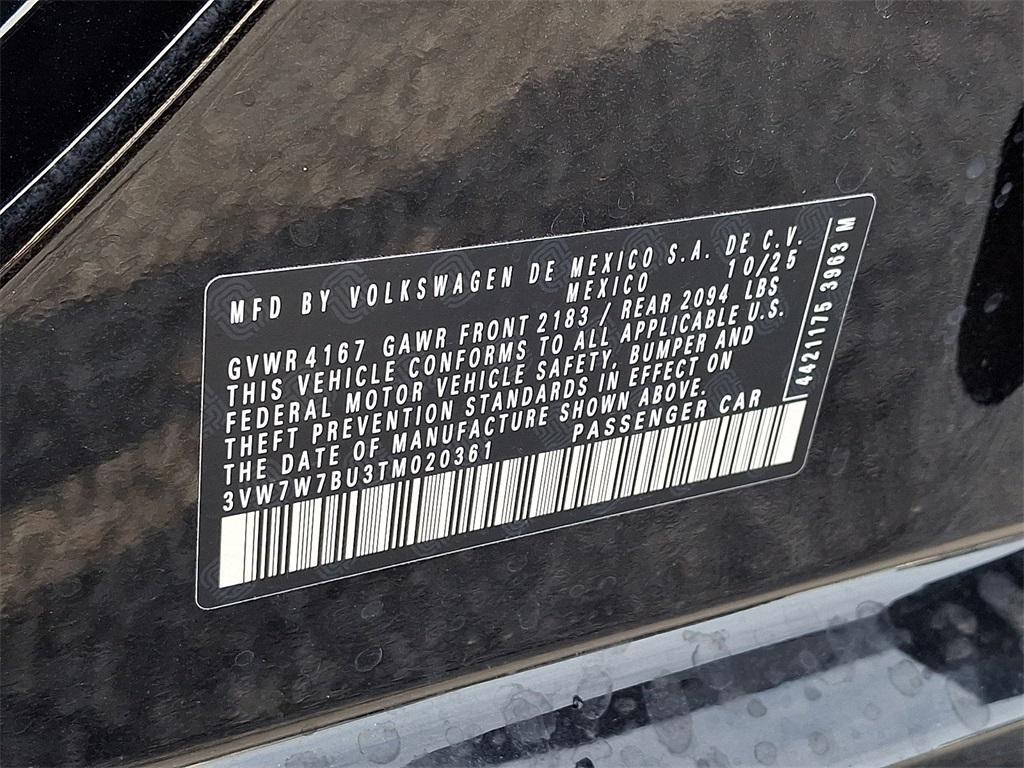 MFD BY VOLKSWAGEN DE MEXICO S.A. DE C.V.
MEXICO 10/25
GVWR 4167 GAWR FRONT 2183 / REAR 2094 LBS
THIS VEHICLE CONFORMS TO ALL APPLICABLE U.S.
FEDERAL MOTOR VEHICLE SAFETY, BUMPER AND
THEFT PREVENTION STANDARDS IN EFFECT ON
THE DATE OF MANUFACTURE SHOWN ABOVE.
3VW7W7BU3TM020361 PASSENGER CAR
4421176 3963 M